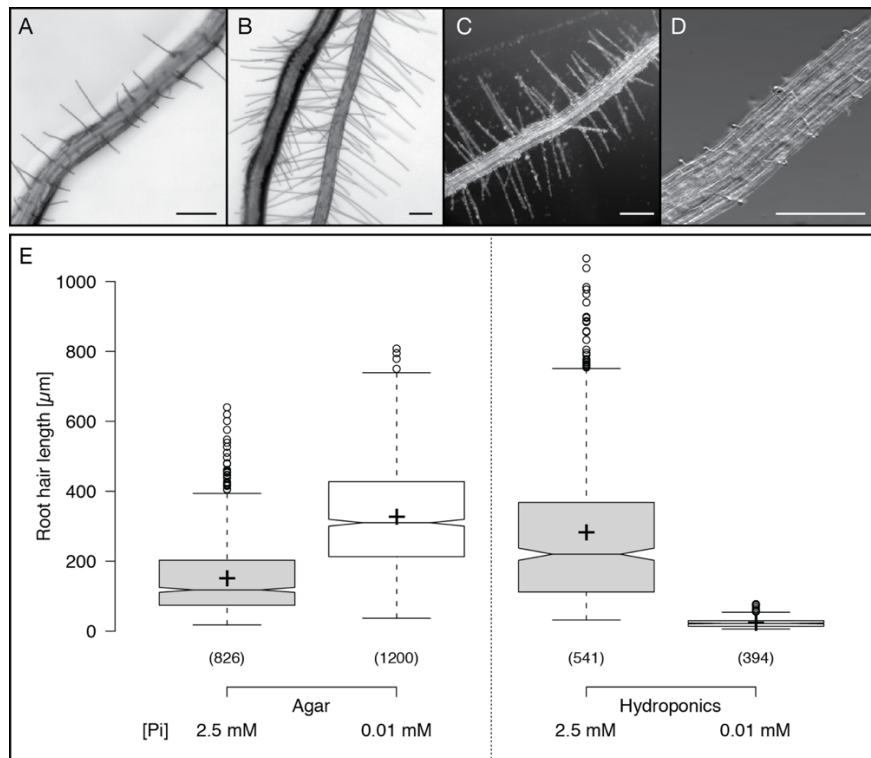 A B C D
E
Root hair length [µm]
1000
800
600
400
200
0
(826) (1200) (541) (394)
Agar Hydroponics
[Pi] 2.5 mM 0.01 mM 2.5 mM 0.01 mM